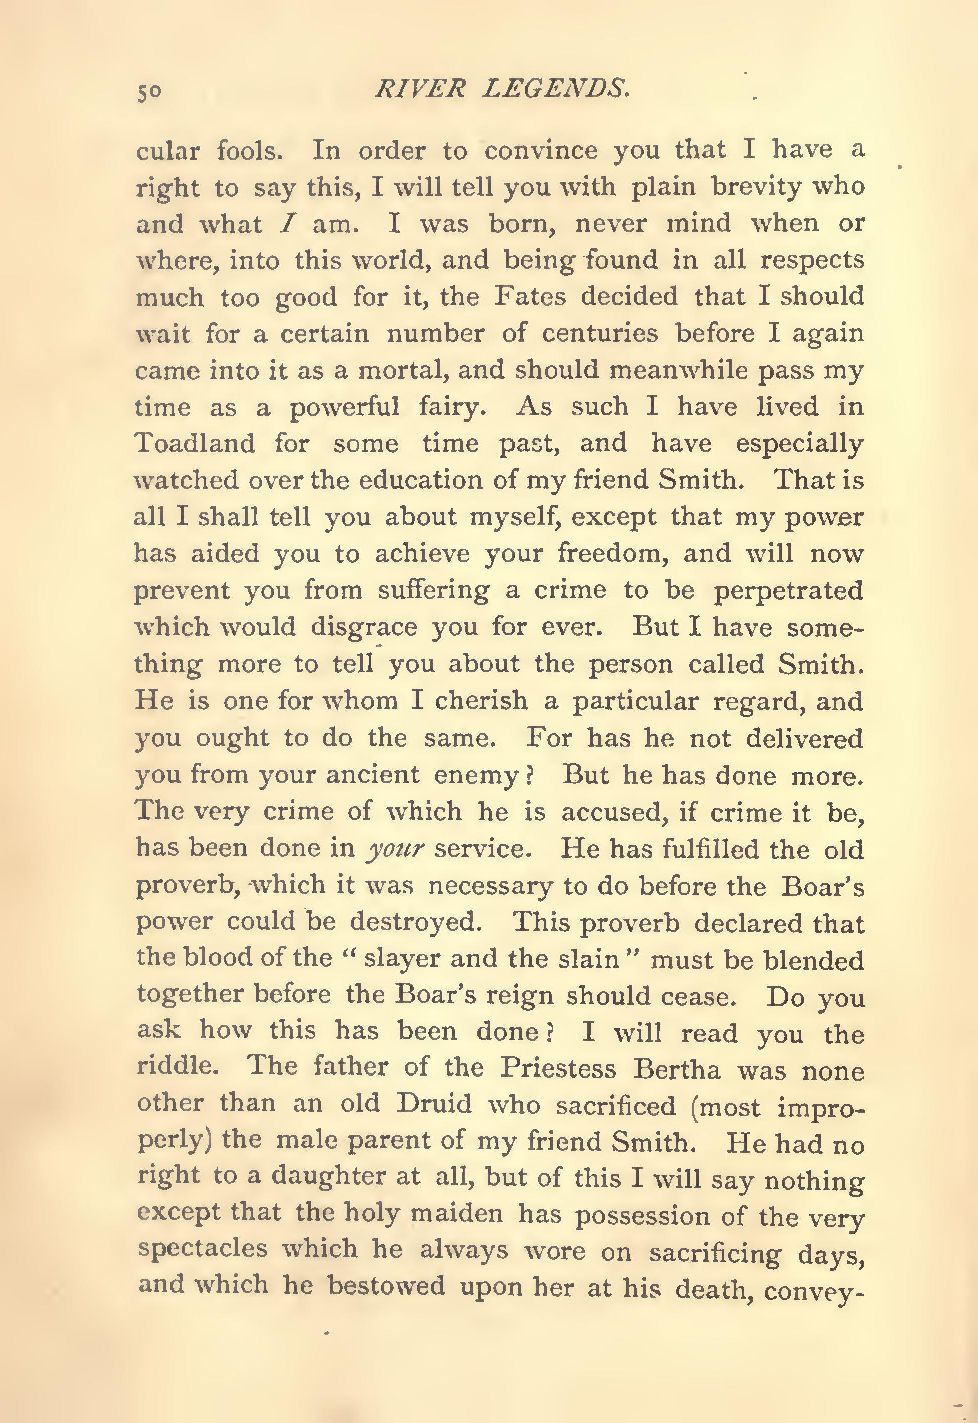 50 RIVER LEGENDS.
cular fools. In order to convince you that I have a
right to say this, I will tell you with plain brevity who
and what I am. I was born, never mind when or
where, into this world, and being found in all respects
much too good for it, the Fates decided that I should
wait for a certain number of centuries before I again
came into it as a mortal, and should meanwhile pass my
time as a powerful fairy. As such I have lived in
Toadland for some time past, and have especially
watched over the education of my friend Smith. That is
all I shall tell you about myself, except that my power
has aided you to achieve your freedom, and will now
prevent you from suffering a crime to be perpetrated
which would disgrace you for ever. But I have some-
thing more to tell you about the person called Smith.
He is one for whom I cherish a particular regard, and
you ought to do the same. For has he not delivered
you from your ancient enemy? But he has done more.
The very crime of which he is accused, if crime it be,
has been done in your service. He has fulfilled the old
proverb, which it was necessary to do before the Boar's
power could be destroyed. This proverb declared that
the blood of the “ slayer and the slain ” must be blended
together before the Boar's reign should cease. Do you
ask how this has been done? I will read you the
riddle. The father of the Priestess Bertha was none
other than an old Druid who sacrificed (most impro-
perly) the male parent of my friend Smith. He had no
right to a daughter at all, but of this I will say nothing
except that the holy maiden has possession of the very
spectacles which he always wore on sacrificing days,
and which he bestowed upon her at his death, convey-